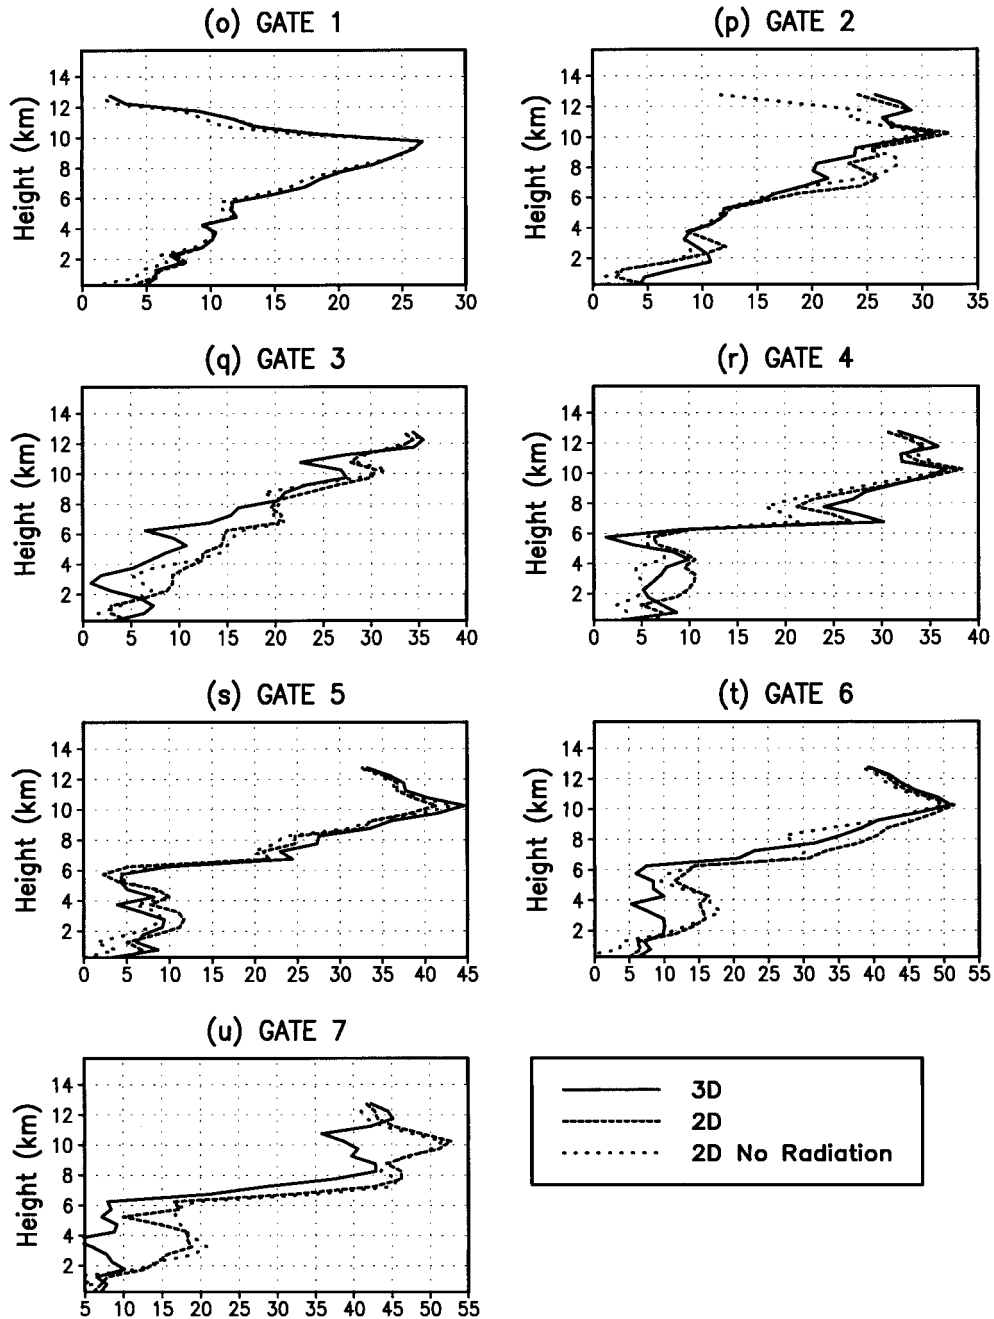 (o) GATE 1
(p) GATE 2
Height (km)
14
12
10
8
6
4
2
0 5 10 15 20 25 30
Height (km)
14
12
10
8
6
4
2
0 5 10 15 20 25 30 35
(q) GATE 3
(r) GATE 4
Height (km)
14
12
10
8
6
4
2
0 5 10 15 20 25 30 35 40
Height (km)
14
12
10
8
6
4
2
0 5 10 15 20 25 30 35 40
(s) GATE 5
(t) GATE 6
Height (km)
14
12
10
8
6
4
2
0 5 10 15 20 25 30 35 40 45
Height (km)
14
12
10
8
6
4
2
0 5 10 15 20 25 30 35 40 45 50 55
(u) GATE 7
Height (km)
14
12
10
8
6
4
2
5 10 15 20 25 30 35 40 45 50 55
3D
2D
2D No Radiation